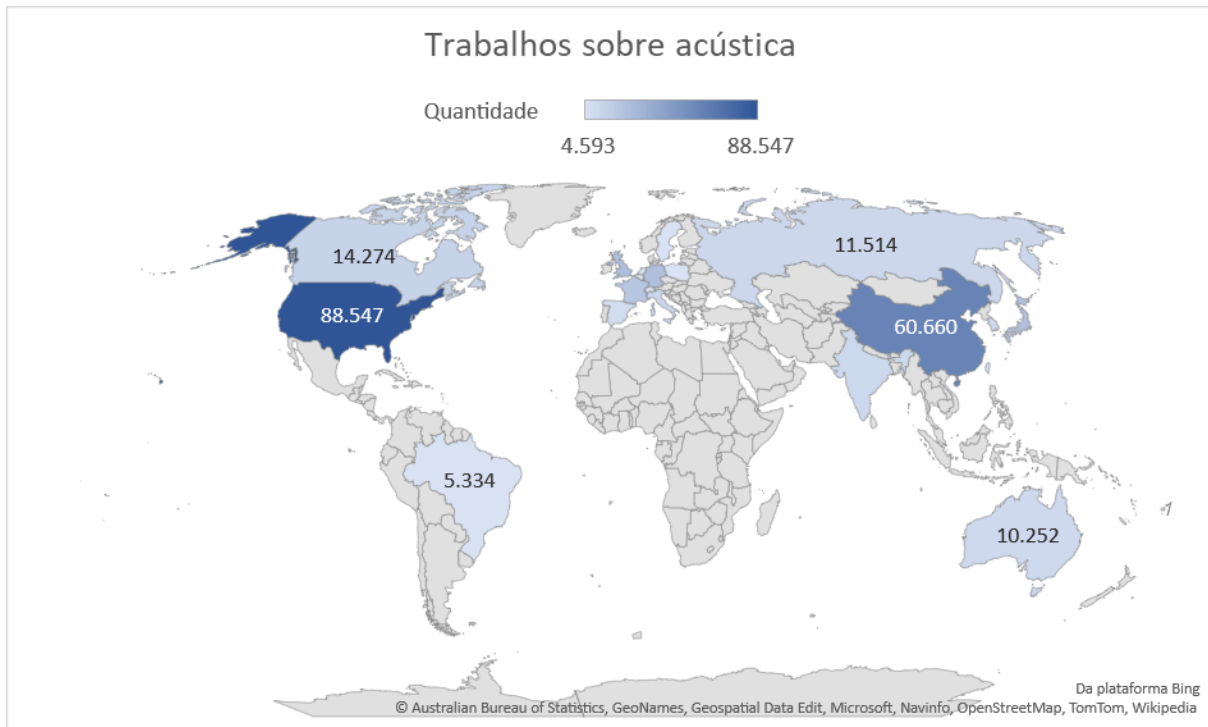 Trabalhos sobre acústica
Quantidade
4.593 88.547
14.274
11.514
88.547
60.660
5.334
10.252
Da plataforma Bing
© Australian Bureau of Statistics, GeoNames, Geospatial Data Edit, Microsoft, Navinfo, OpenStreetMap, TomTom, Wikipedia